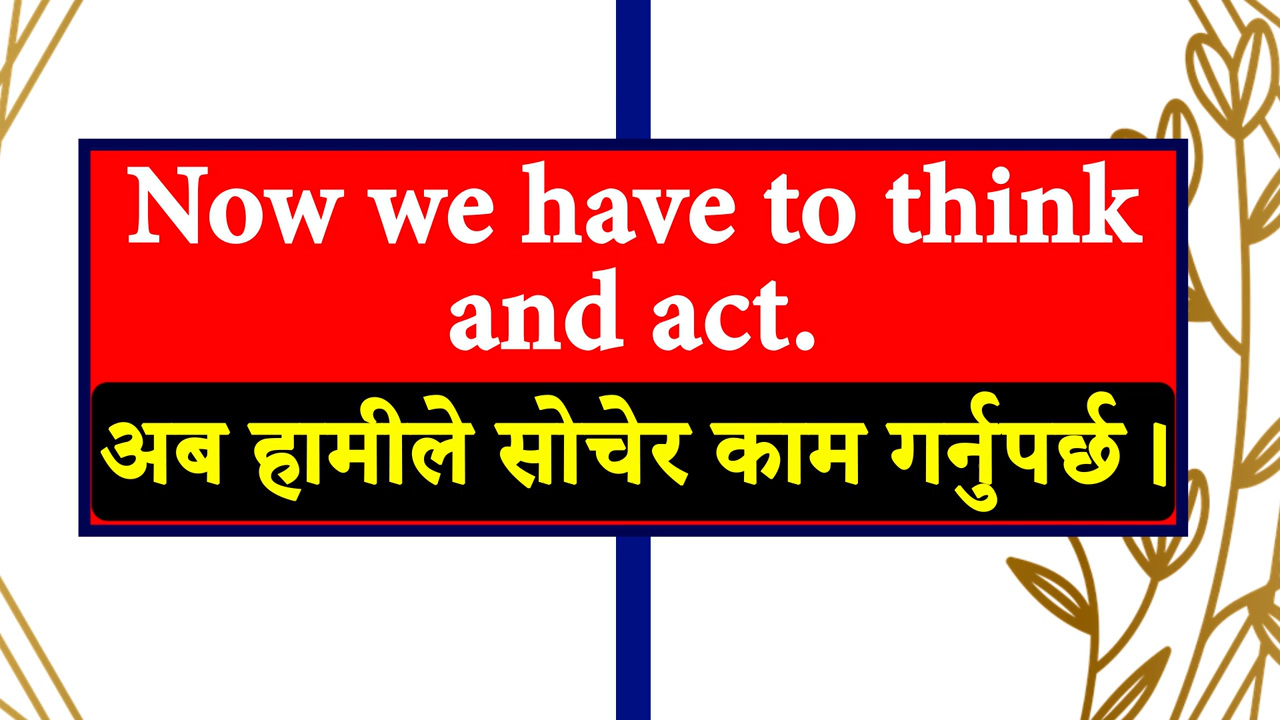 Now we have to think
and act.
अब हामीले सोचेर काम गर्नुपर्छ ।